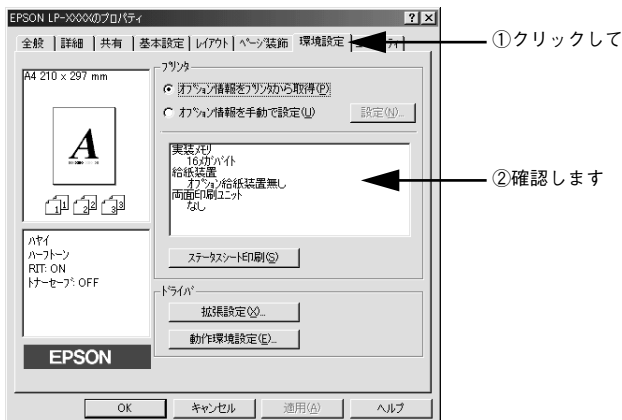 EPSON LP-XXXXのプロパティ
全般 詳細 共有 基本設定 レイアウト ページ装飾 環境設定
①クリックして
A4 210 x 297 mm
プリンタ
オプション情報をプリンタから取得(P)
オプション情報を手動で設定(U)
設定(N)...
A
実装メモリ
16メガバイト
給紙装置
オプション給紙装置無し
両面印刷ユニット
なし
②確認します
1 1 2 2 3 3
ステータスシート印刷(S)
ハヤイ
ハーフトーン
RIT: ON
トナーセーブ: OFF
ドライバ
拡張設定(X)...
動作環境設定(E)...
EPSON
OK キャンセル 適用(A) ヘルプ